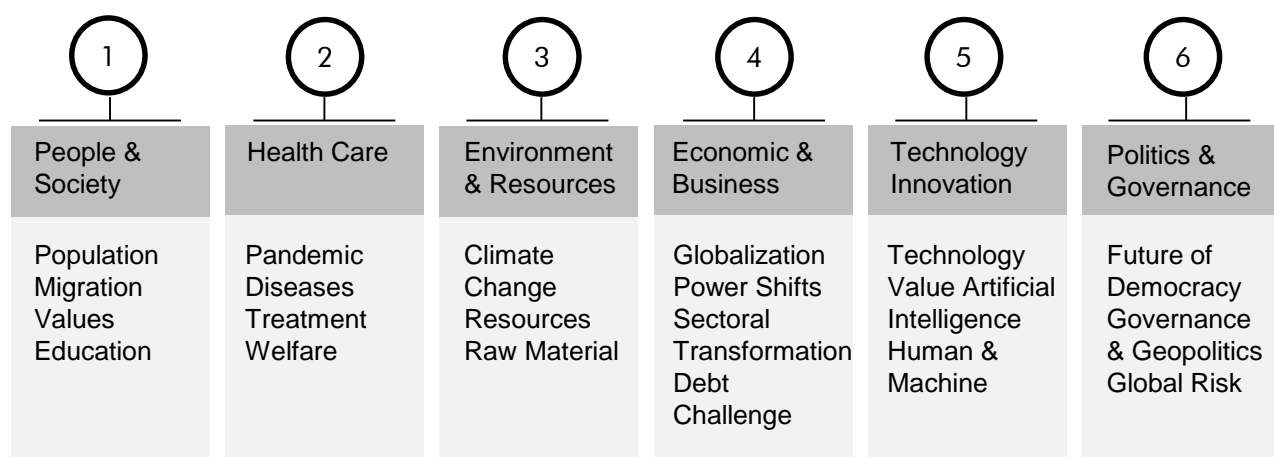 1
People &
Society
Population
Migration
Values
Education
2
Health Care
Pandemic
Diseases
Treatment
Welfare
3
Environment
& Resources
Climate
Change
Resources
Raw Material
4
Economic &
Business
Globalization
Power Shifts
Sectoral
Transformation
Debt
Challenge
5
Technology
Innovation
Technology
Value Artificial
Intelligence
Human &
Machine
6
Politics &
Governance
Future of
Democracy
Governance
& Geopolitics
Global Risk